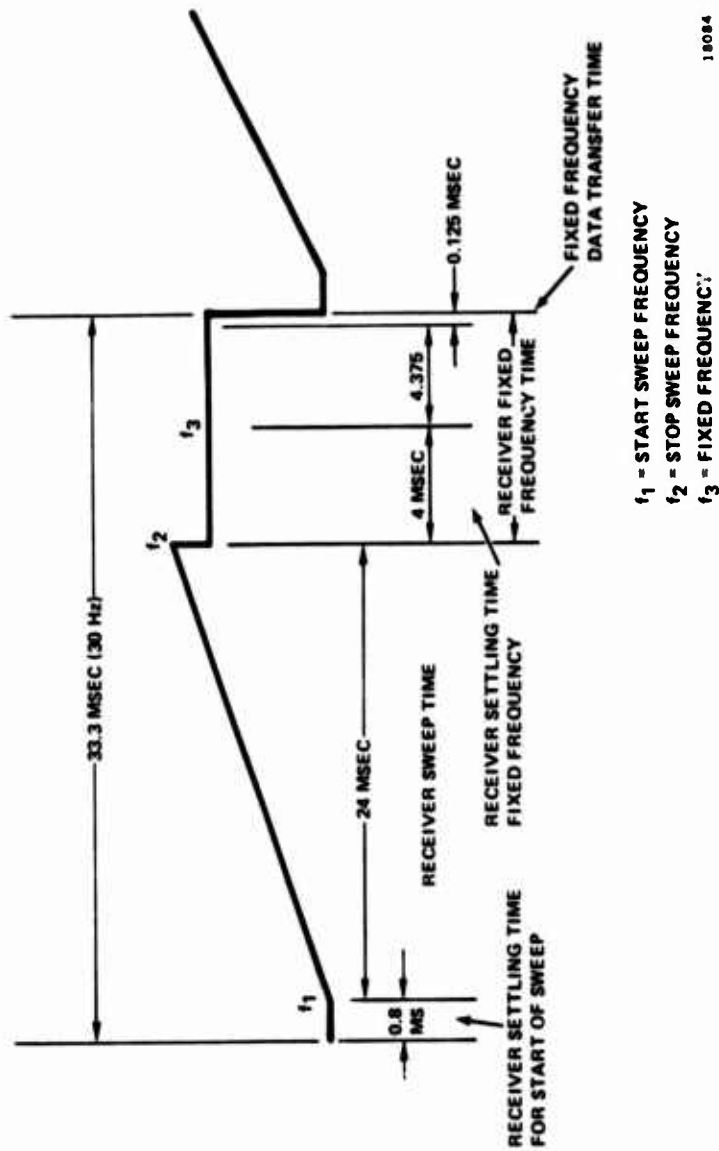 33.3 MSEC (30 Hz)
f2
f3
f1
24 MSEC
4 MSEC
4.375
0.125 MSEC
0.8
MS
RECEIVER SWEEP TIME
RECEIVER FIXED
FREQUENCY TIME
RECEIVER SETTLING TIME
FOR START OF SWEEP
RECEIVER SETTLING TIME
FIXED FREQUENCY
FIXED FREQUENCY
DATA TRANSFER TIME
f1 = START SWEEP FREQUENCY
f2 = STOP SWEEP FREQUENCY
f3 = FIXED FREQUENCY
18084